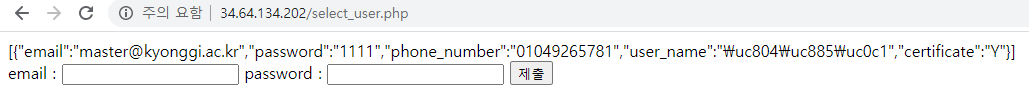 주의 요함 34.64.134.202/select_user.php
[{"email":"master@kyonggi.ac.kr","password":"1111","phone_number":"01049265781","user_name":"₩uc804₩uc885₩uc0c1","certificate":"Y"}]
email : password : 제출